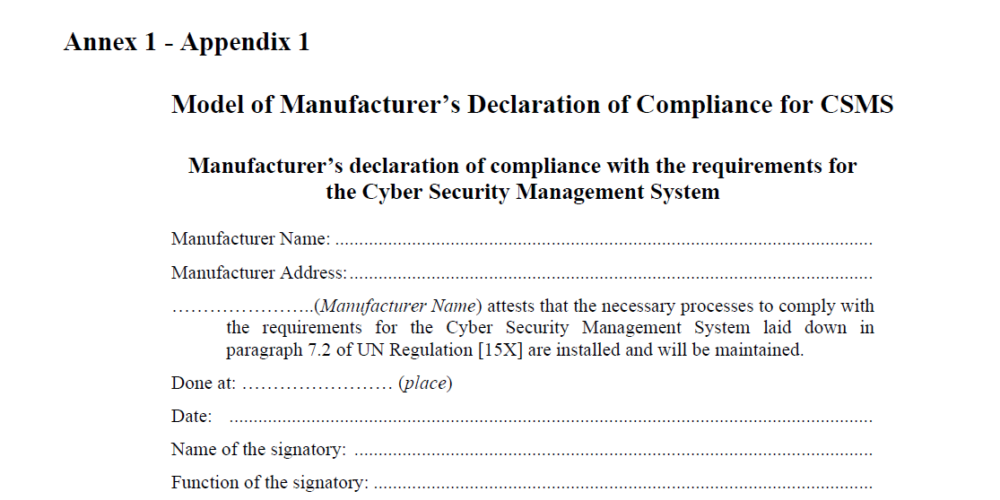 Annex 1 - Appendix 1
Model of Manufacturer's Declaration of Compliance for CSMS
Manufacturer's declaration of compliance with the requirements for
the Cyber Security Management System
Manufacturer Name: ................................................................................................................
Manufacturer Address:.............................................................................................................
…………………..(Manufacturer Name) attests that the necessary processes to comply with
the requirements for the Cyber Security Management System laid down in
paragraph 7.2 of UN Regulation [15X] are installed and will be maintained.
Done at: …………………… (place)
Date: .....................................................................................................................................
Name of the signatory: ............................................................................................................
Function of the signatory: ........................................................................................................